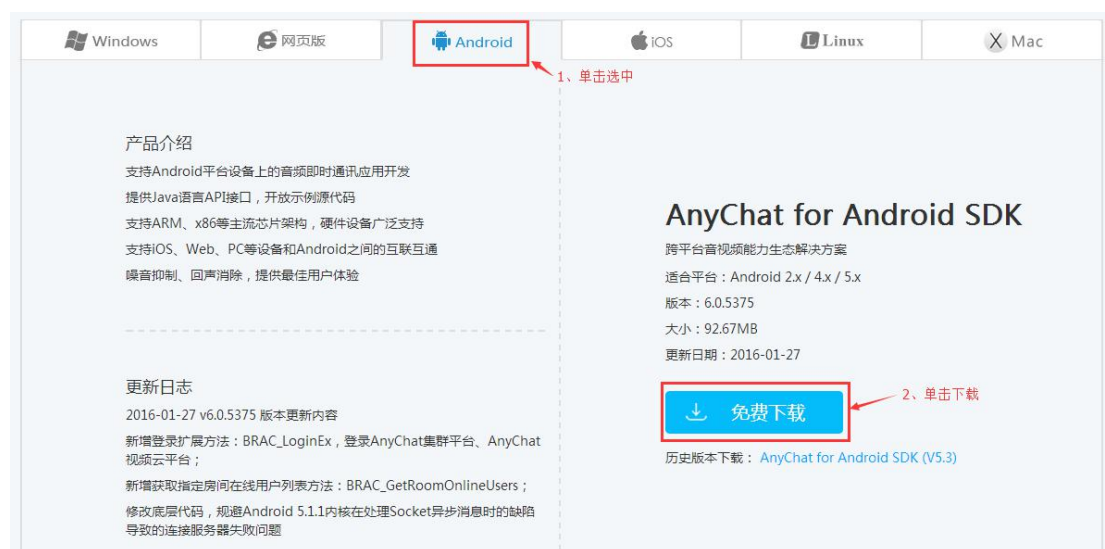 Windows
网页版
Android
iOS
Linux
X Mac
1、单击选中
产品介绍
支持Android平台设备上的音频即时通讯应用开发
提供Java语言API接口，开放示例源代码
支持ARM、x86等主流芯片架构，硬件设备广泛支持
支持iOS、Web、PC等设备和Android之间的互联互通
噪音抑制、回声消除，提供最佳用户体验
更新日志
2016-01-27 v6.0.5375 版本更新内容
新增登录扩展方法：BRAC_LoginEx，登录AnyChat集群平台、AnyChat
视频云平台；
新增获取指定房间在线用户列表方法：BRAC_GetRoomOnlineUsers；
修改底层代码，规避Android 5.1.1内核在处理Socket异步消息时的缺陷
导致的连接服务器失败问题
AnyChat for Android SDK
跨平台音视频能力生态解决方案
适合平台：Android 2.x / 4.x / 5.x
版本：6.0.5375
大小：92.67MB
更新日期：2016-01-27
2、单击下载
免费下载
历史版本下载： AnyChat for Android SDK (V5.3)